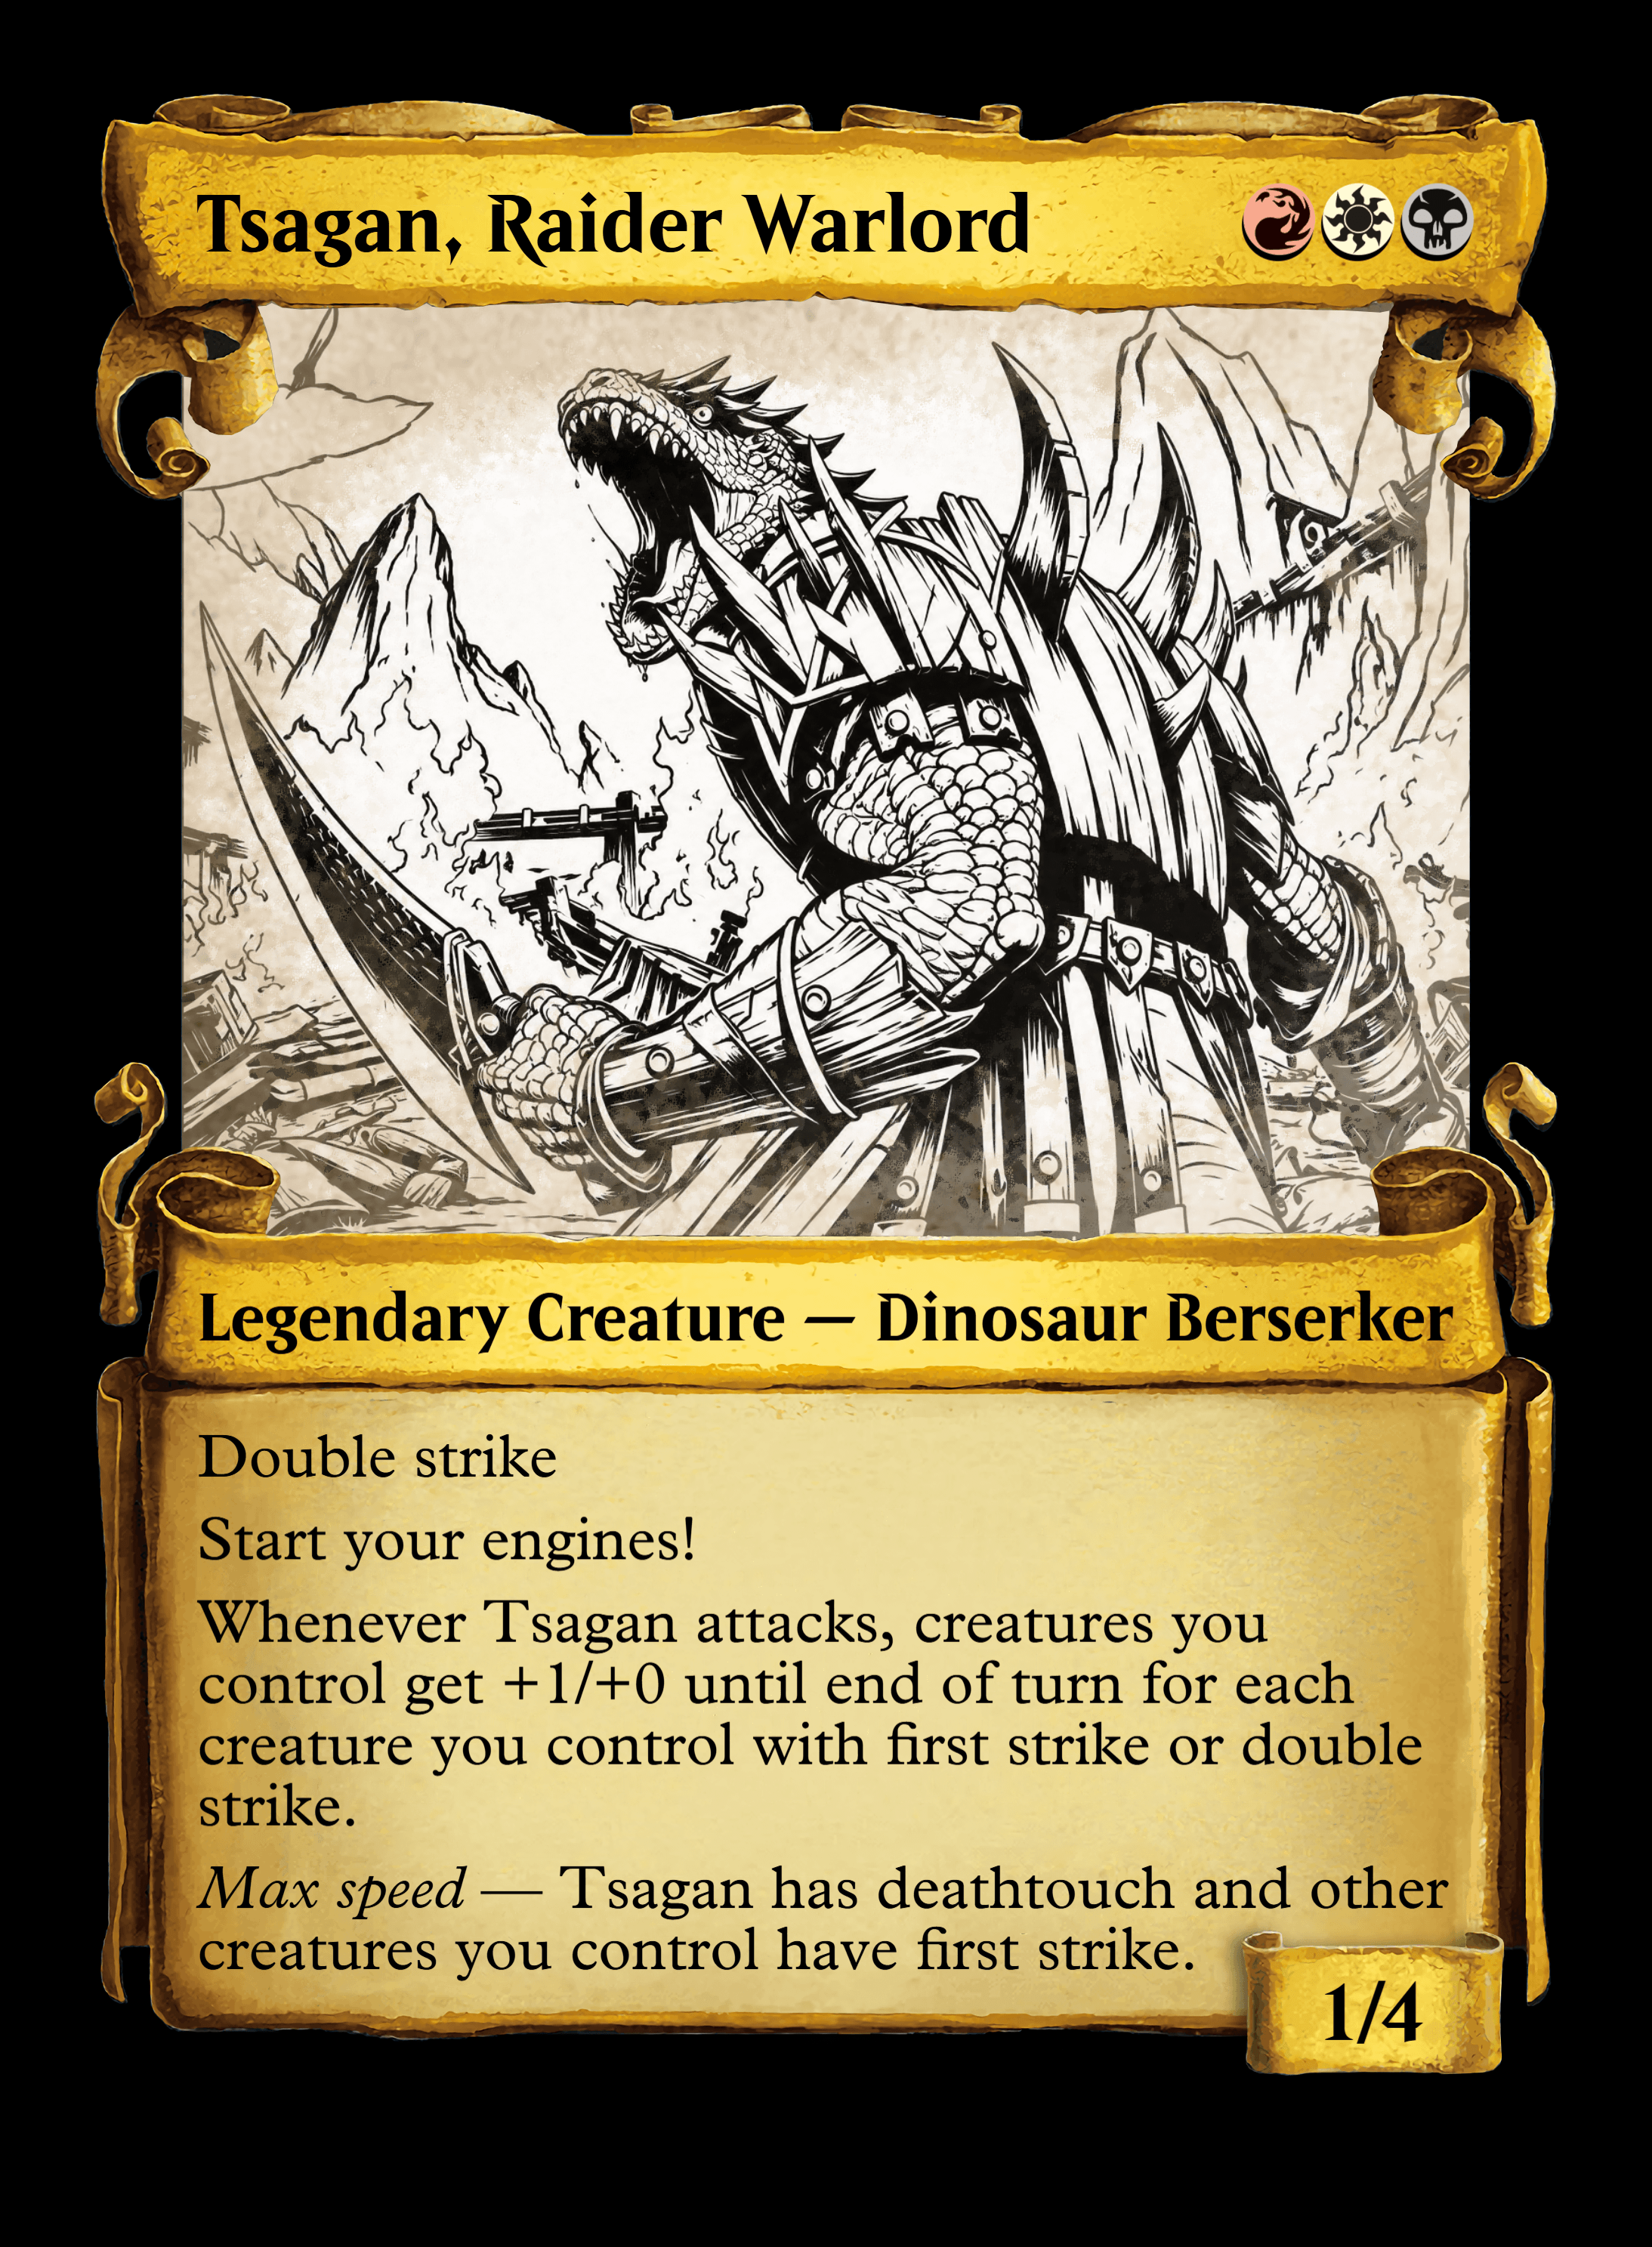 Tsagan, Raider Warlord
Legendary Creature — Dinosaur Berserker
Double strike
Start your engines!
Whenever Tsagan attacks, creatures you
control get +1/+0 until end of turn for each
creature you control with first strike or double
strike.
Max speed — Tsagan has deathtouch and other
creatures you control have first strike.
1/4